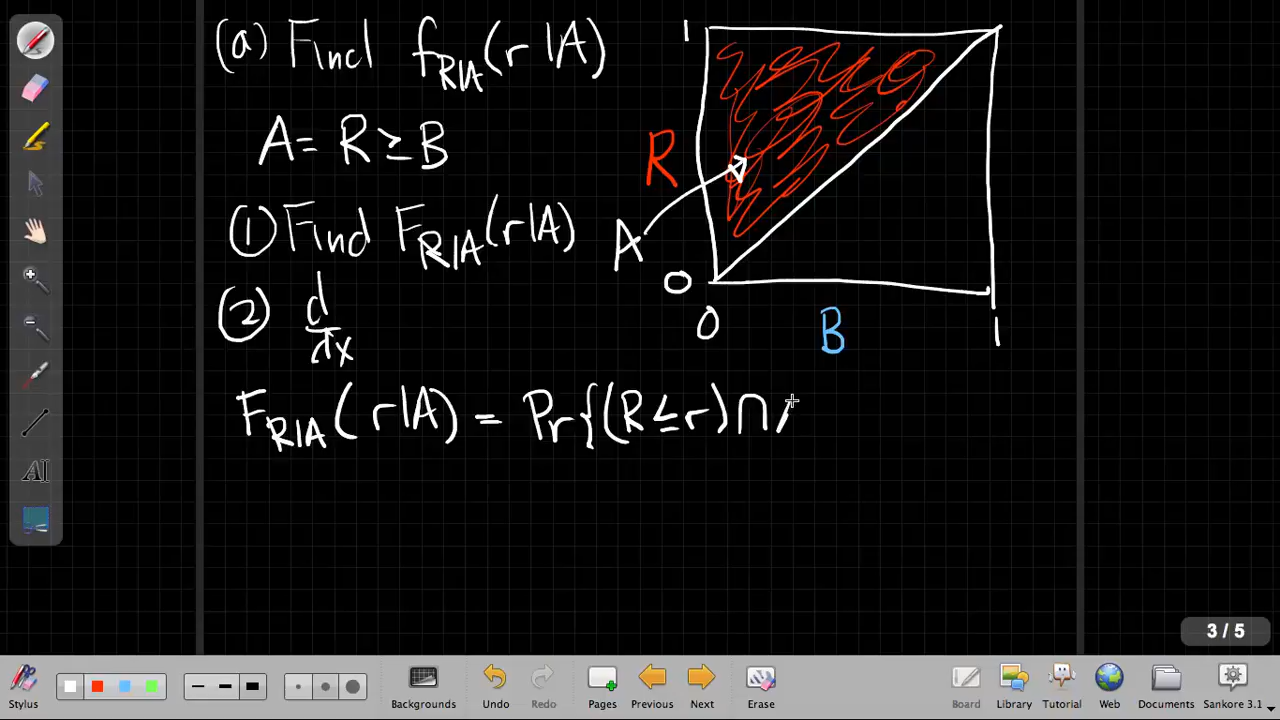 (a) Find f_{R|A}(r|A)
A = R ≥ B
① Find F_{R|A}(r|A)
② d/dx
F_{R|A}(r|A) = Pr{(R ≤ r) ∩
1
R
A
0
0
B
1
3 / 5
Stylus
Backgrounds
Undo
Redo
Pages
Previous
Next
Erase
Board
Library
Tutorial
Web
Documents
Sankore 3.1
AI